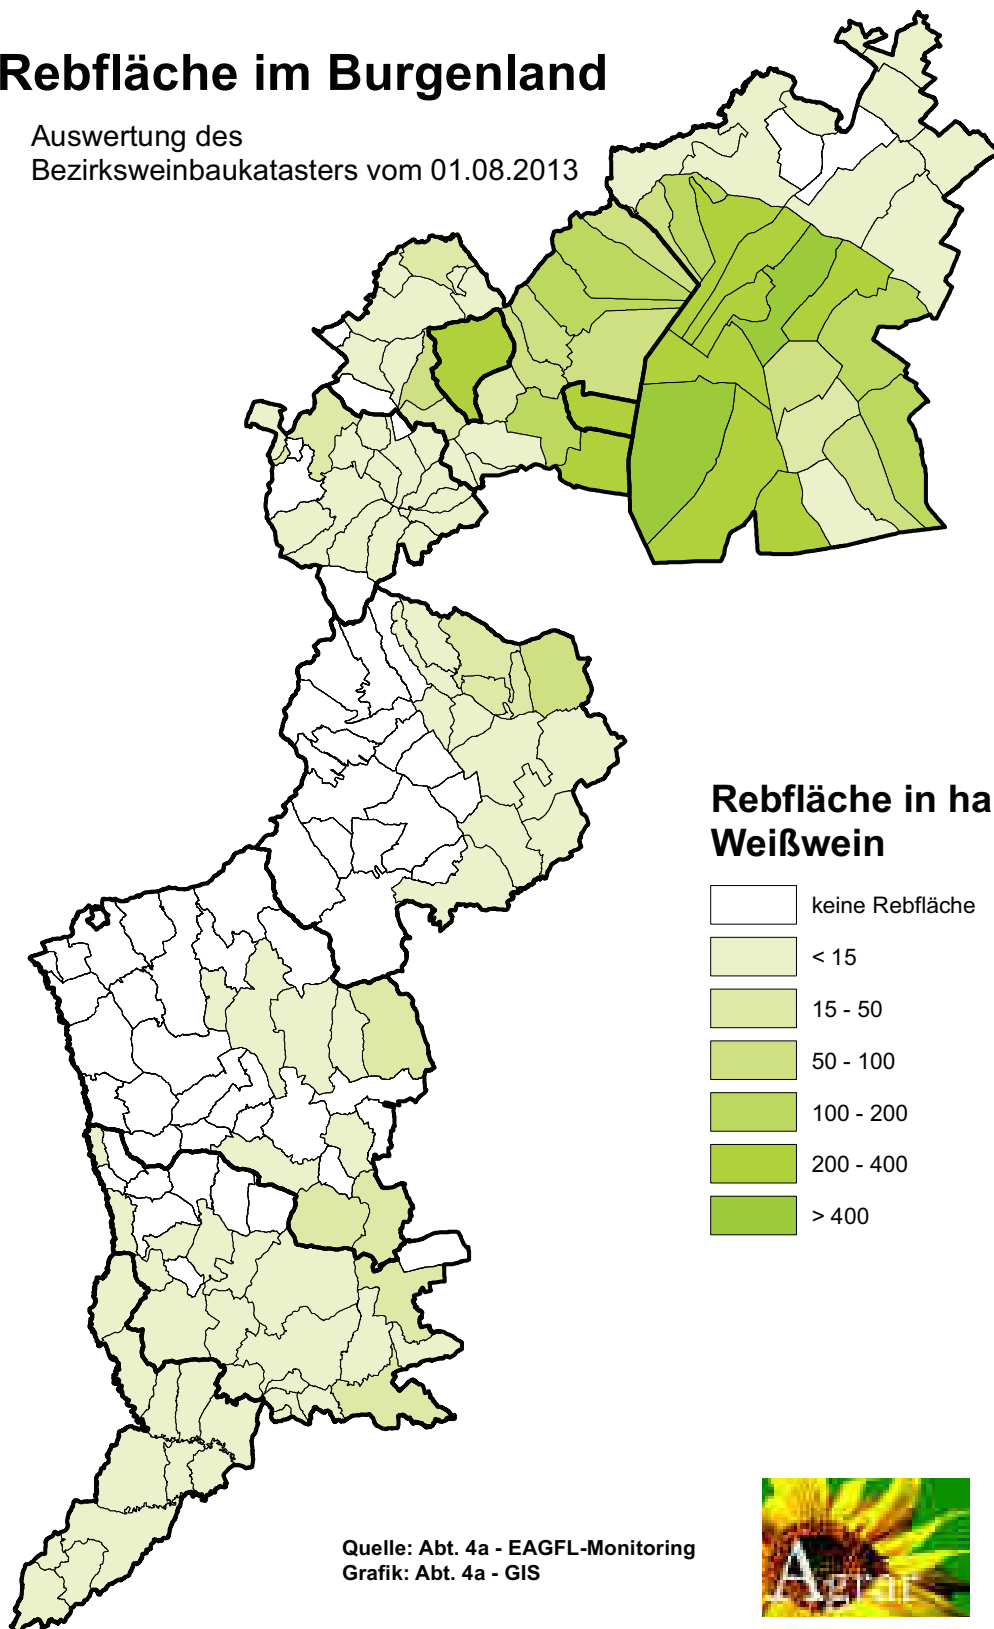 Rebfläche im Burgenland
Auswertung des
Bezirksweinbaukatasters vom 01.08.2013
Rebfläche in ha
Weißwein
keine Rebfläche
< 15
15 - 50
50 - 100
100 - 200
200 - 400
> 400
Quelle: Abt. 4a - EAGFL-Monitoring
Grafik: Abt. 4a - GIS
Agrar